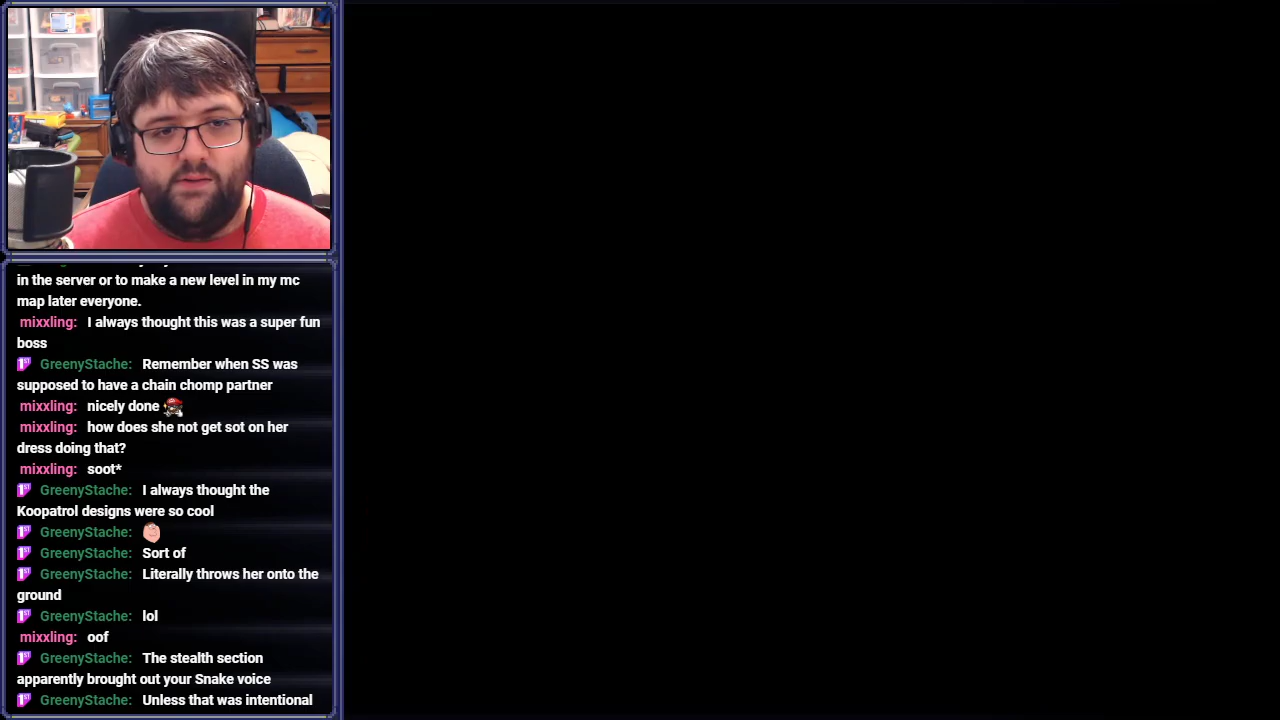 in the server or to make a new level in my mc
map later everyone.
mixxling: I always thought this was a super fun
boss
GreenyStache: Remember when SS was
supposed to have a chain chomp partner
mixxling: nicely done
mixxling: how does she not get sot on her
dress doing that?
mixxling: soot*
GreenyStache: I always thought the
Koopatrol designs were so cool
GreenyStache:
GreenyStache: Sort of
GreenyStache: Literally throws her onto the
ground
GreenyStache: lol
mixxling: oof
GreenyStache: The stealth section
apparently brought out your Snake voice
GreenyStache: Unless that was intentional